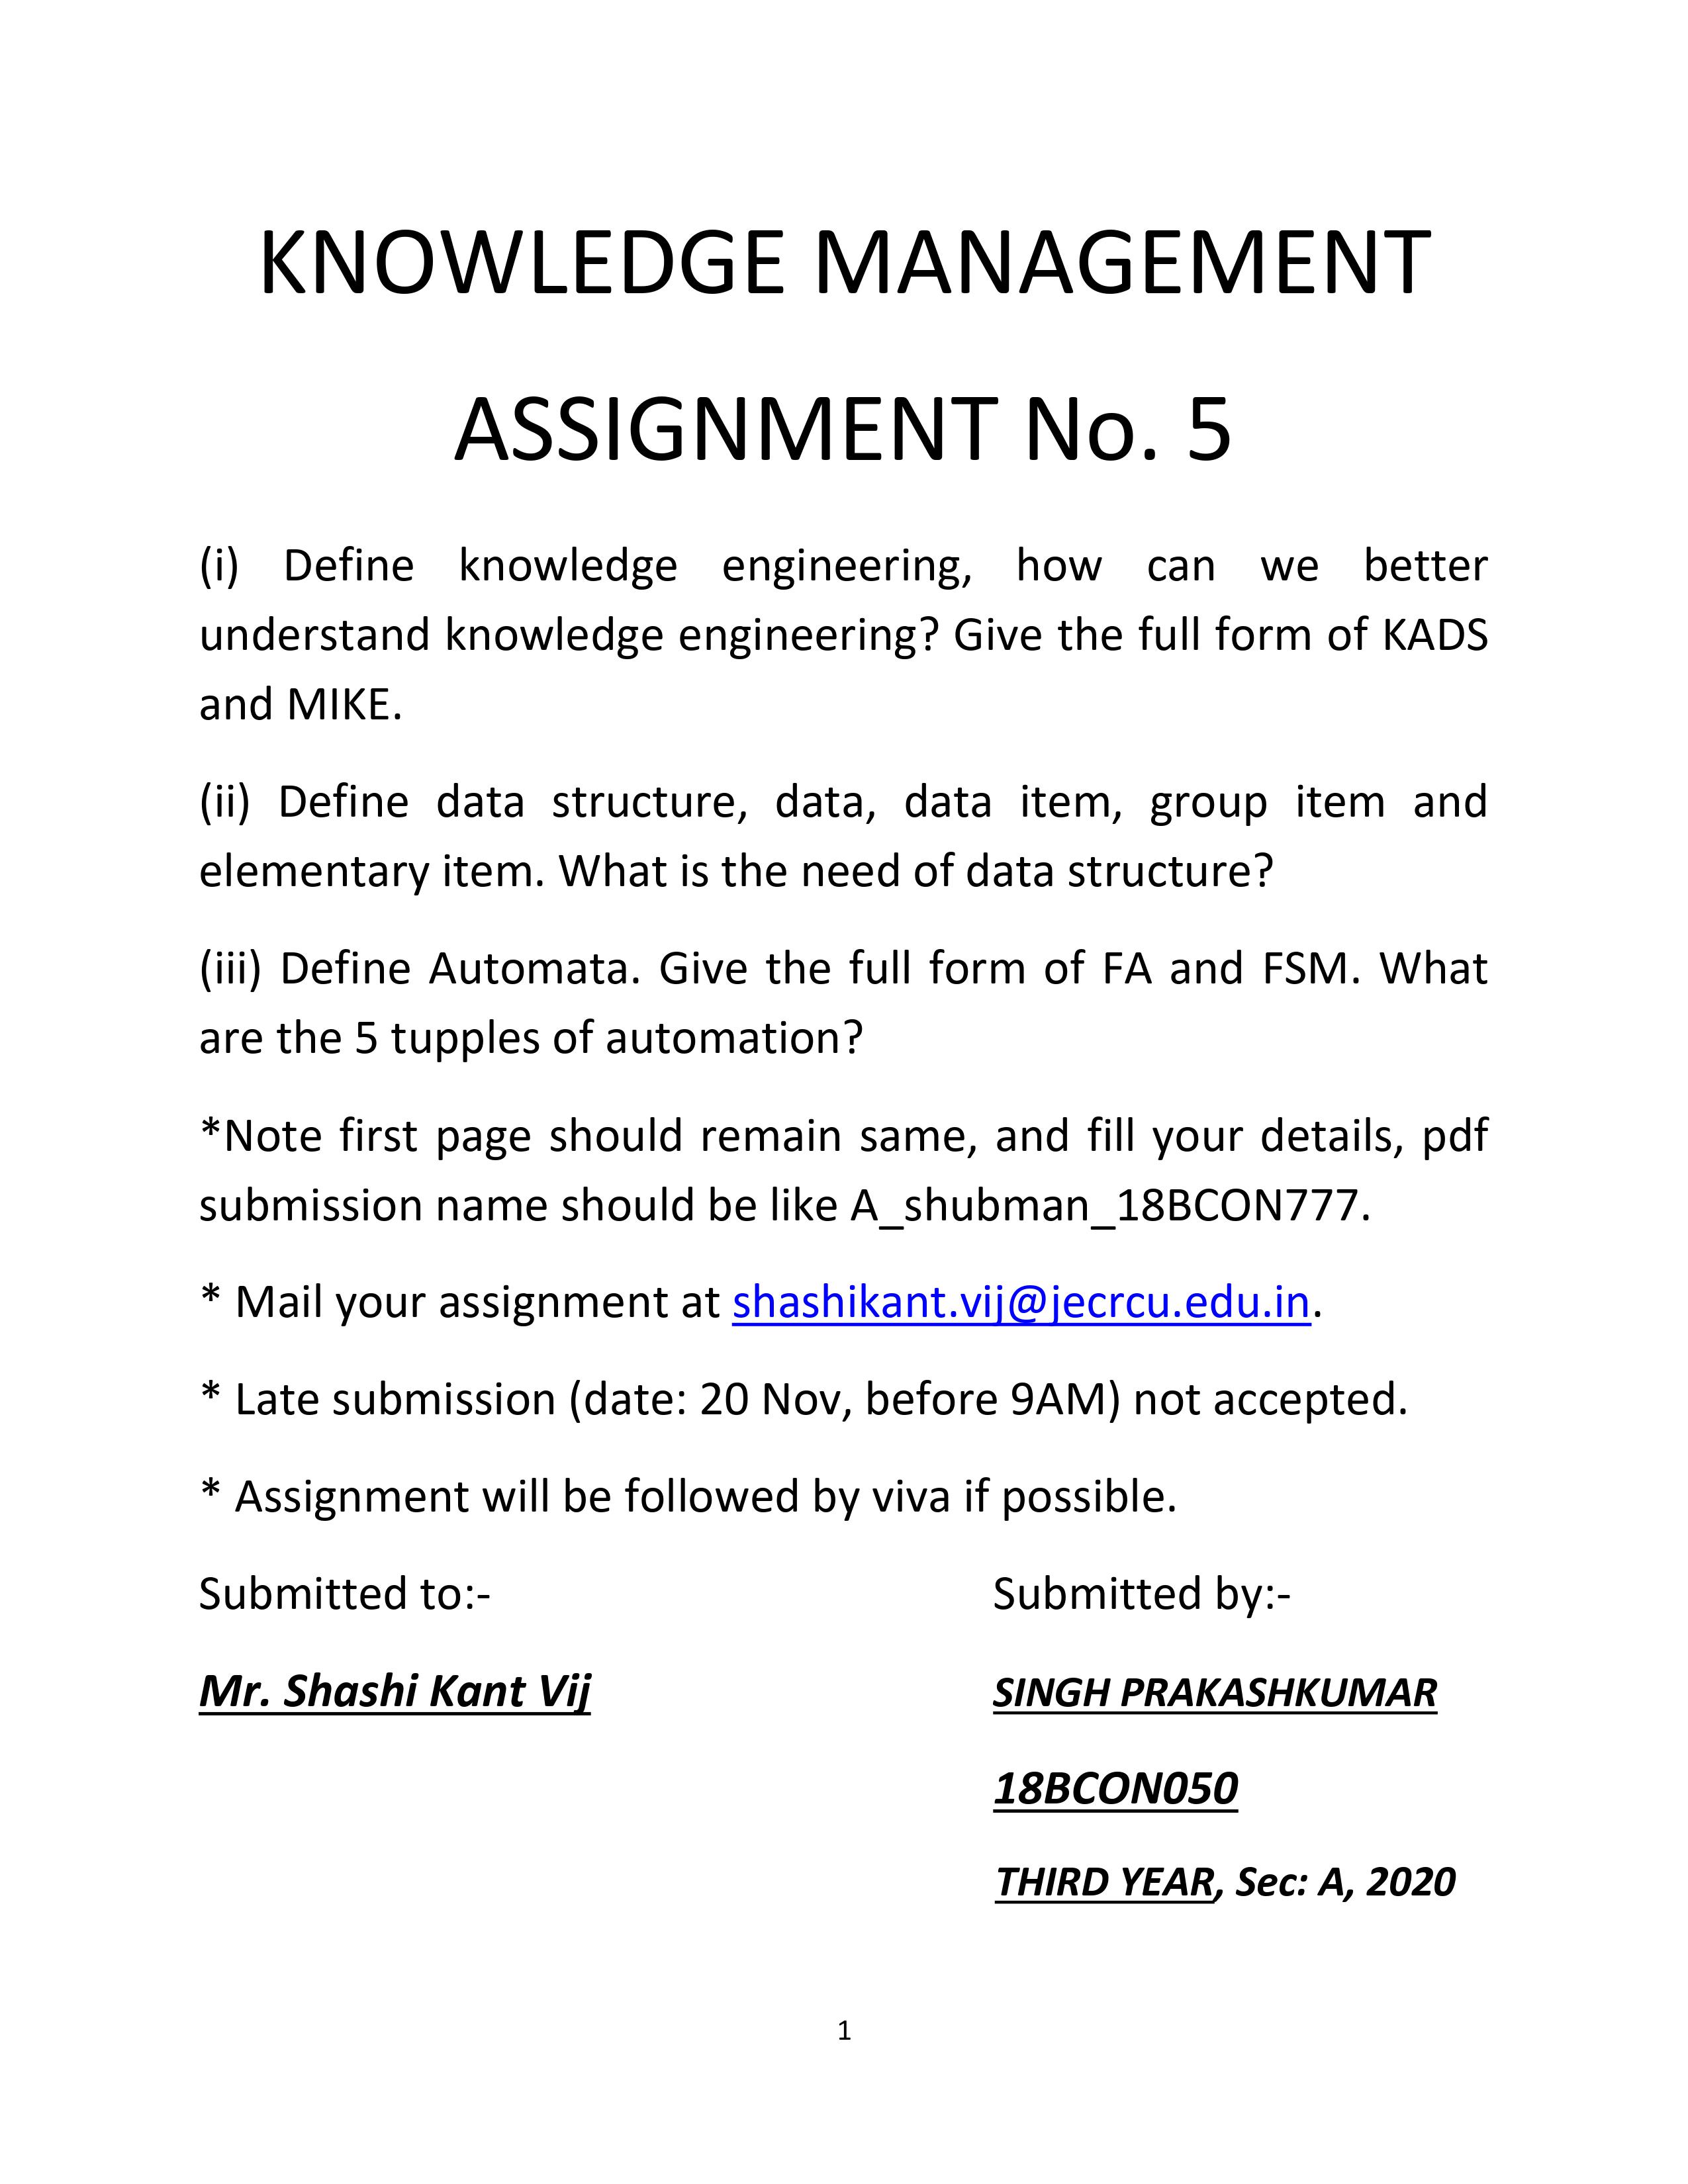 KNOWLEDGE MANAGEMENT
ASSIGNMENT No. 5
(i) Define knowledge engineering, how can we better
understand knowledge engineering? Give the full form of KADS
and MIKE.
(ii) Define data structure, data, data item, group item and
elementary item. What is the need of data structure?
(iii) Define Automata. Give the full form of FA and FSM. What
are the 5 tupples of automation?
*Note first page should remain same, and fill your details, pdf
submission name should be like A_shubman_18BCON777.
* Mail your assignment at shashikant.vij@jecrcu.edu.in.
* Late submission (date: 20 Nov, before 9AM) not accepted.
* Assignment will be followed by viva if possible.
Submitted to:- Submitted by:-
Mr. Shashi Kant Vij SINGH PRAKASHKUMAR
18BCON050
THIRD YEAR, Sec: A, 2020
1